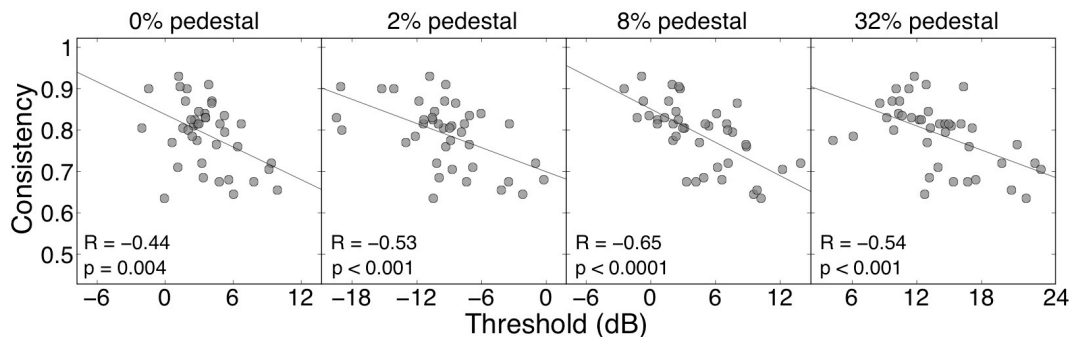 0% pedestal 2% pedestal 8% pedestal 32% pedestal
1
0.9
0.8
0.7
0.6
0.5
Consistency
R = −0.44
p = 0.004
R = −0.53
p < 0.001
R = −0.65
p < 0.0001
R = −0.54
p < 0.001
−6 0 6 12 −18 −12 −6 0 −6 0 6 12 6 12 18 24
Threshold (dB)